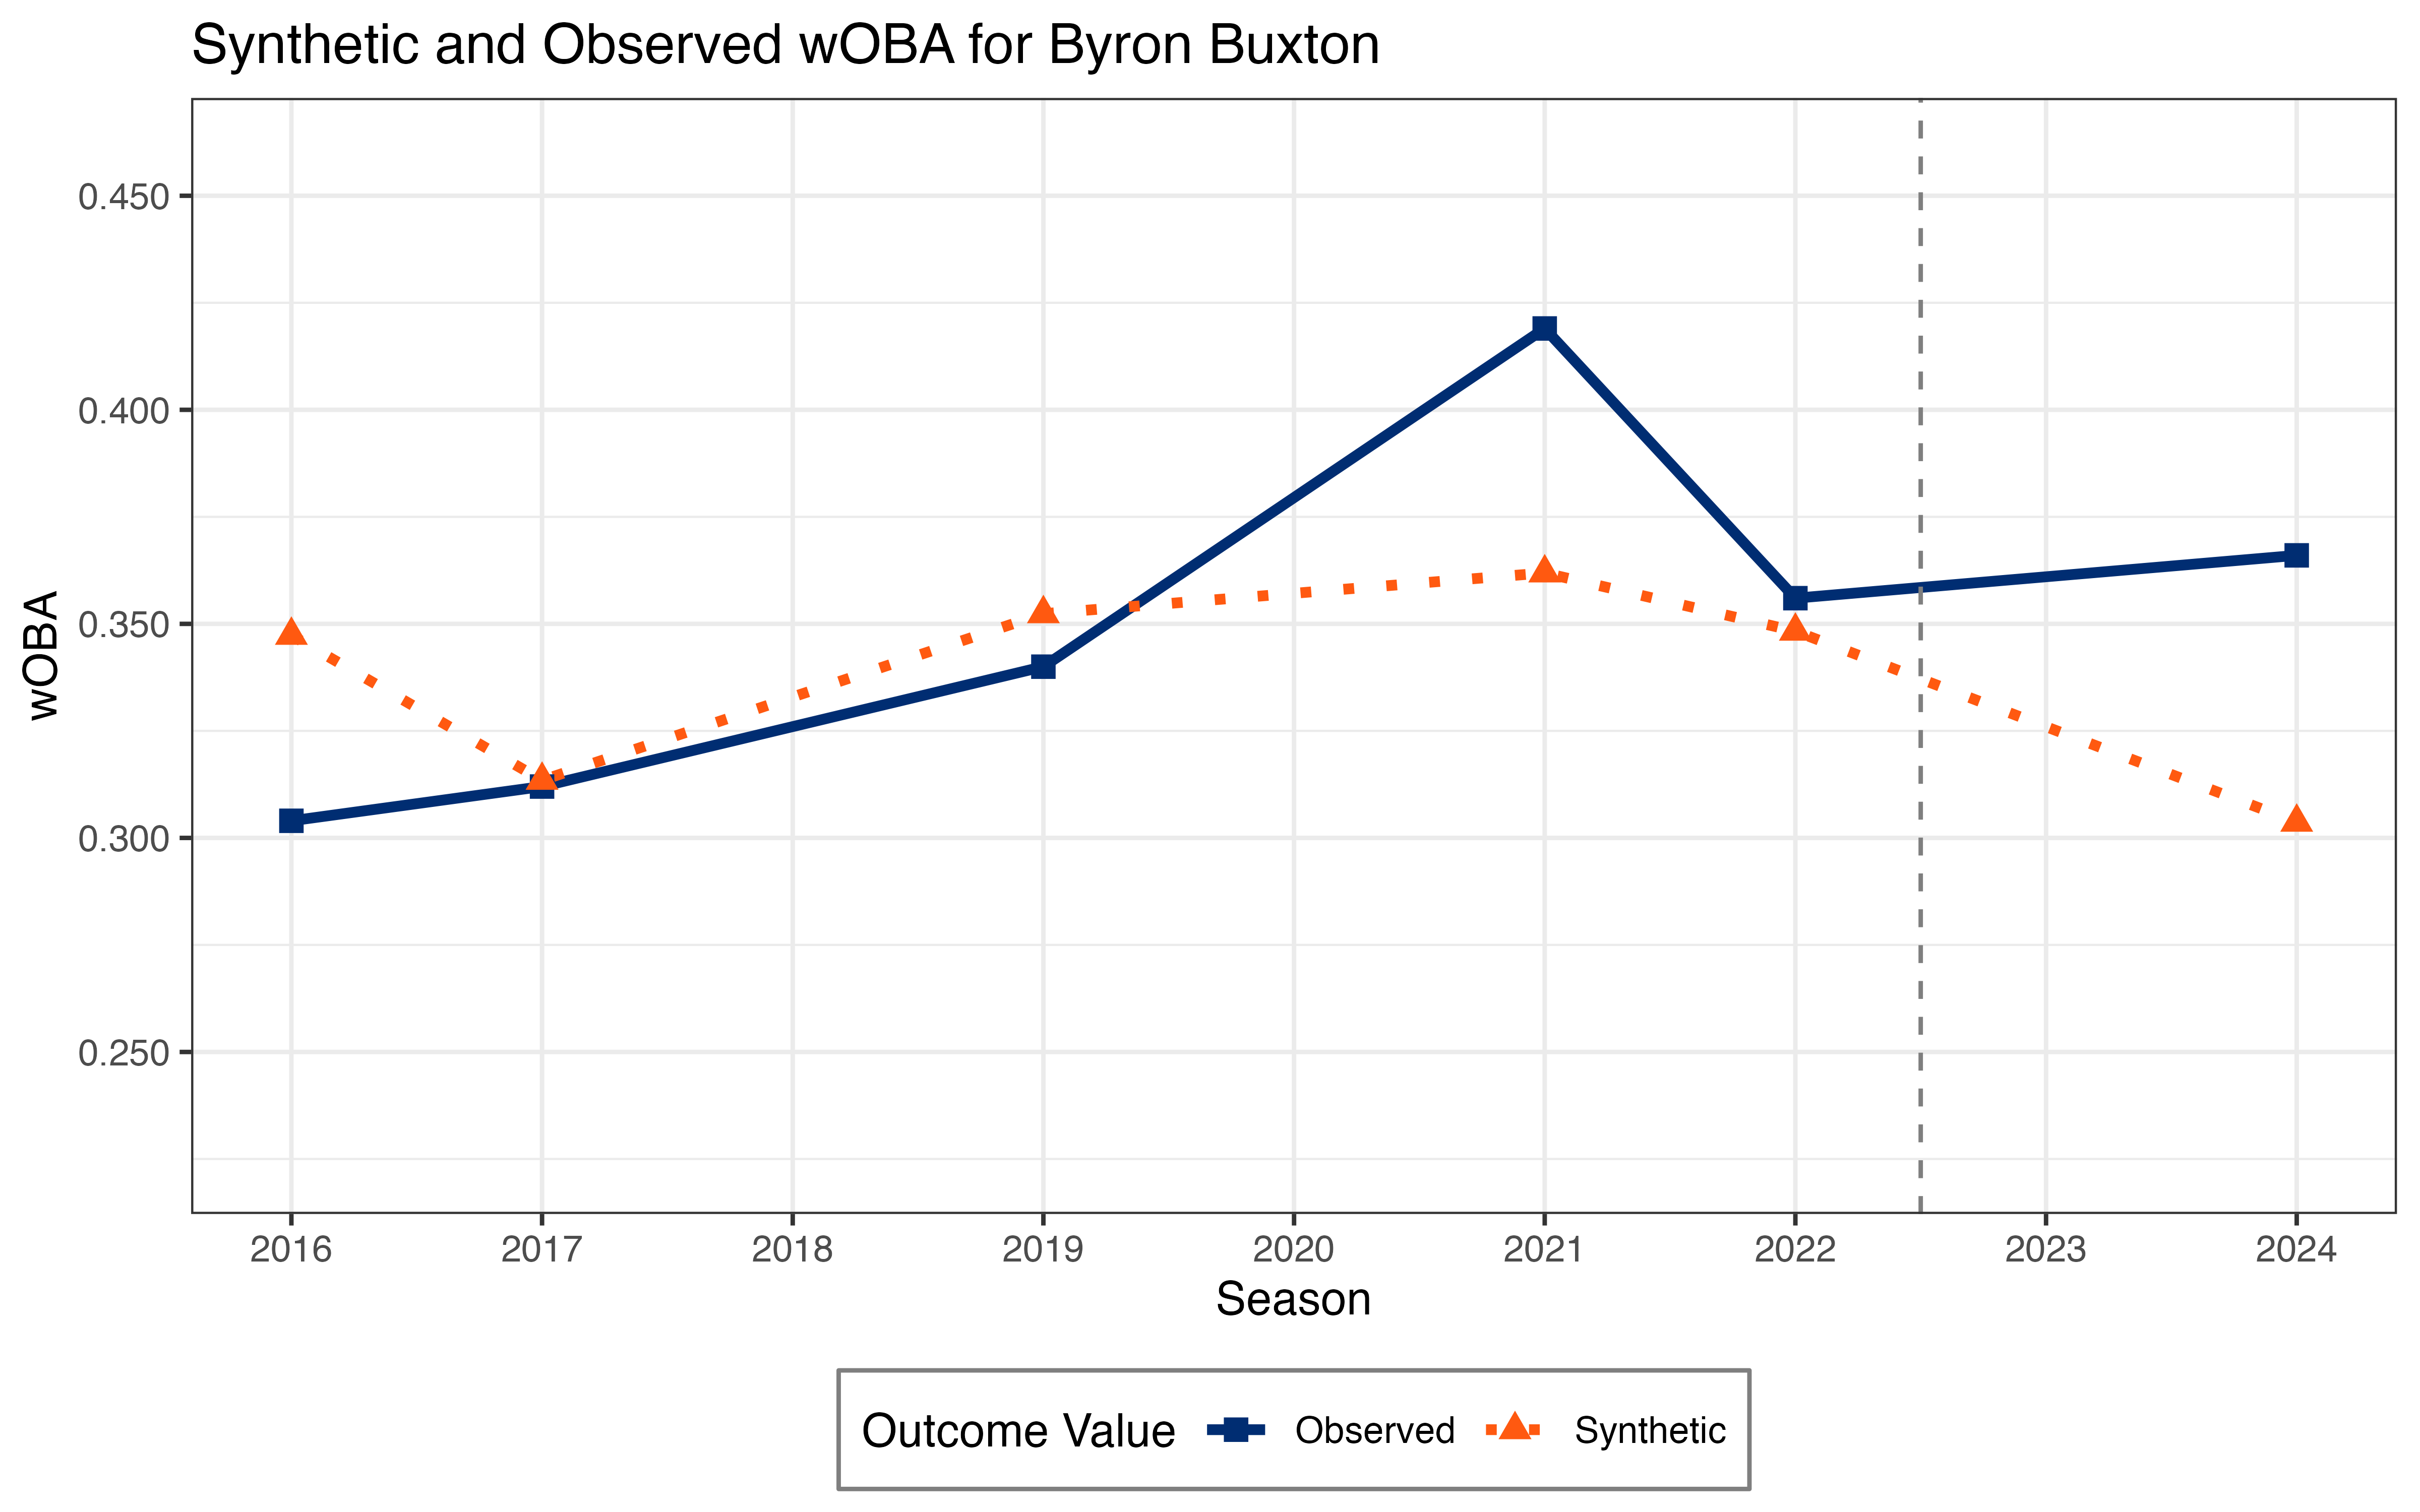 Synthetic and Observed wOBA for Byron Buxton
wOBA
0.450
0.400
0.350
0.300
0.250
2016 2017 2018 2019 2020 2021 2022 2023 2024
Season
Outcome Value Observed Synthetic